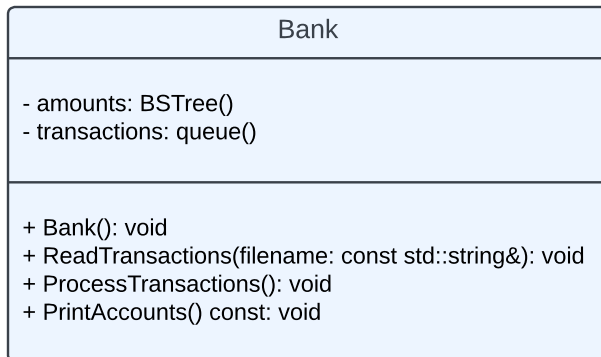 Bank
- amounts: BSTree()
- transactions: queue()
+ Bank(): void
+ ReadTransactions(filename: const std::string&): void
+ ProcessTransactions(): void
+ PrintAccounts() const: void